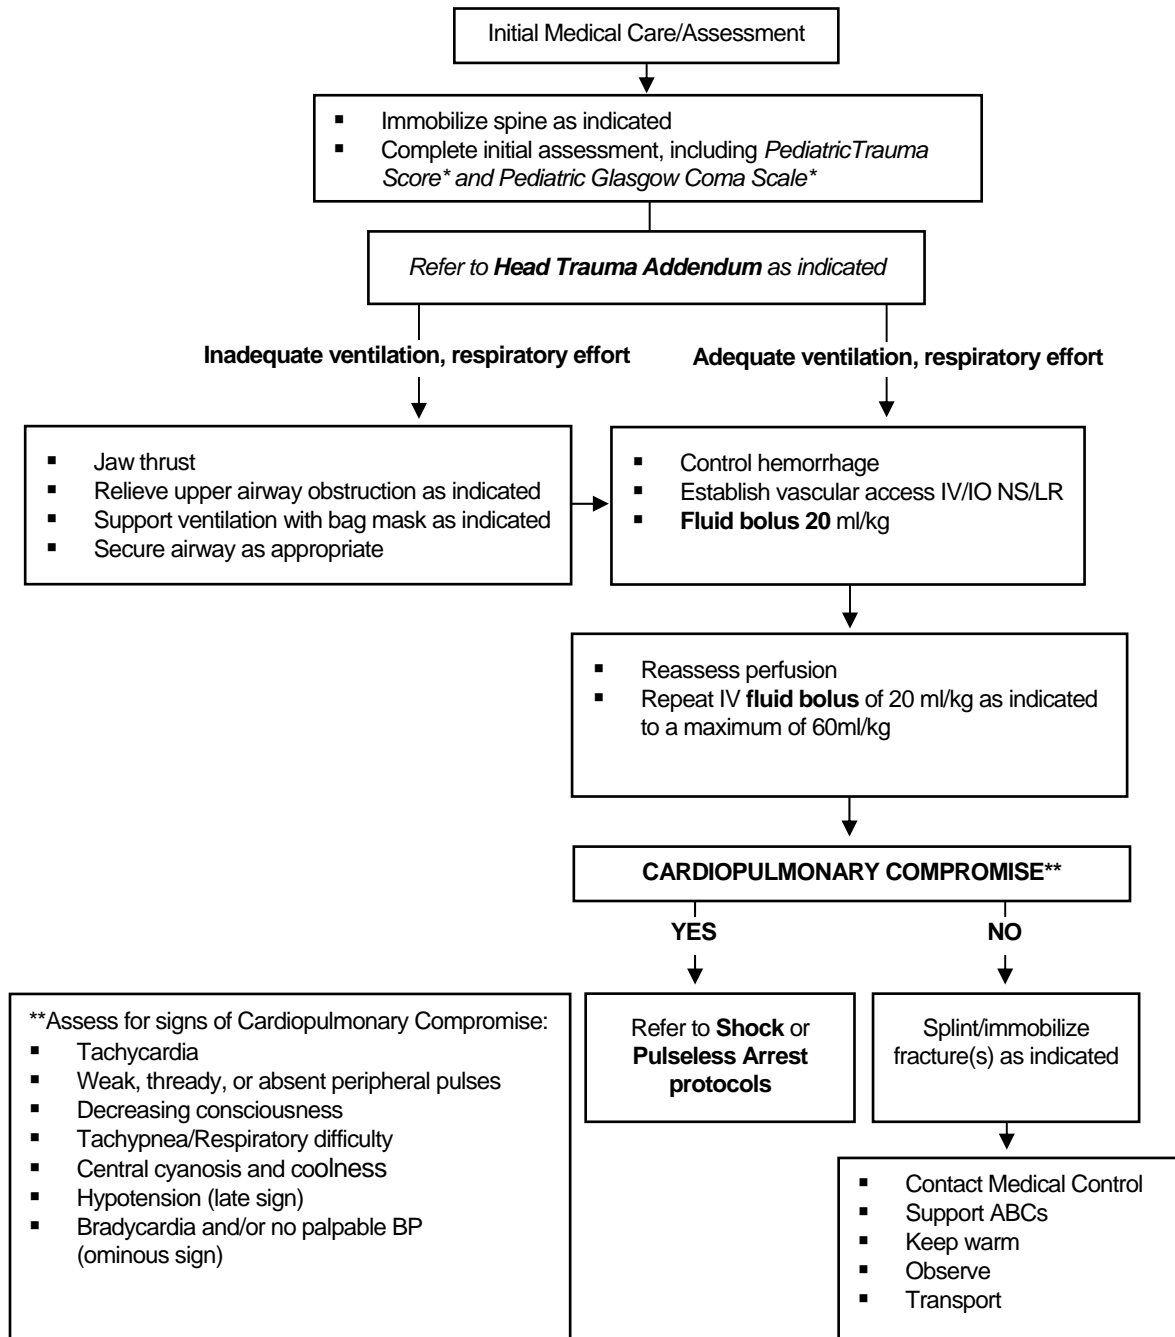 Initial Medical Care/Assessment
▪ Immobilize spine as indicated
▪ Complete initial assessment, including PediatricTrauma
Score* and Pediatric Glasgow Coma Scale*
Refer to Head Trauma Addendum as indicated
Inadequate ventilation, respiratory effort
Adequate ventilation, respiratory effort
▪ Jaw thrust
▪ Relieve upper airway obstruction as indicated
▪ Support ventilation with bag mask as indicated
▪ Secure airway as appropriate
▪ Control hemorrhage
▪ Establish vascular access IV/IO NS/LR
▪ Fluid bolus 20 ml/kg
▪ Reassess perfusion
▪ Repeat IV fluid bolus of 20 ml/kg as indicated
to a maximum of 60ml/kg
CARDIOPULMONARY COMPROMISE**
YES
NO
Refer to Shock or
Pulseless Arrest
protocols
Splint/immobilize
fracture(s) as indicated
**Assess for signs of Cardiopulmonary Compromise:
▪ Tachycardia
▪ Weak, thready, or absent peripheral pulses
▪ Decreasing consciousness
▪ Tachypnea/Respiratory difficulty
▪ Central cyanosis and coolness
▪ Hypotension (late sign)
▪ Bradycardia and/or no palpable BP
(ominous sign)
▪ Contact Medical Control
▪ Support ABCs
▪ Keep warm
▪ Observe
▪ Transport